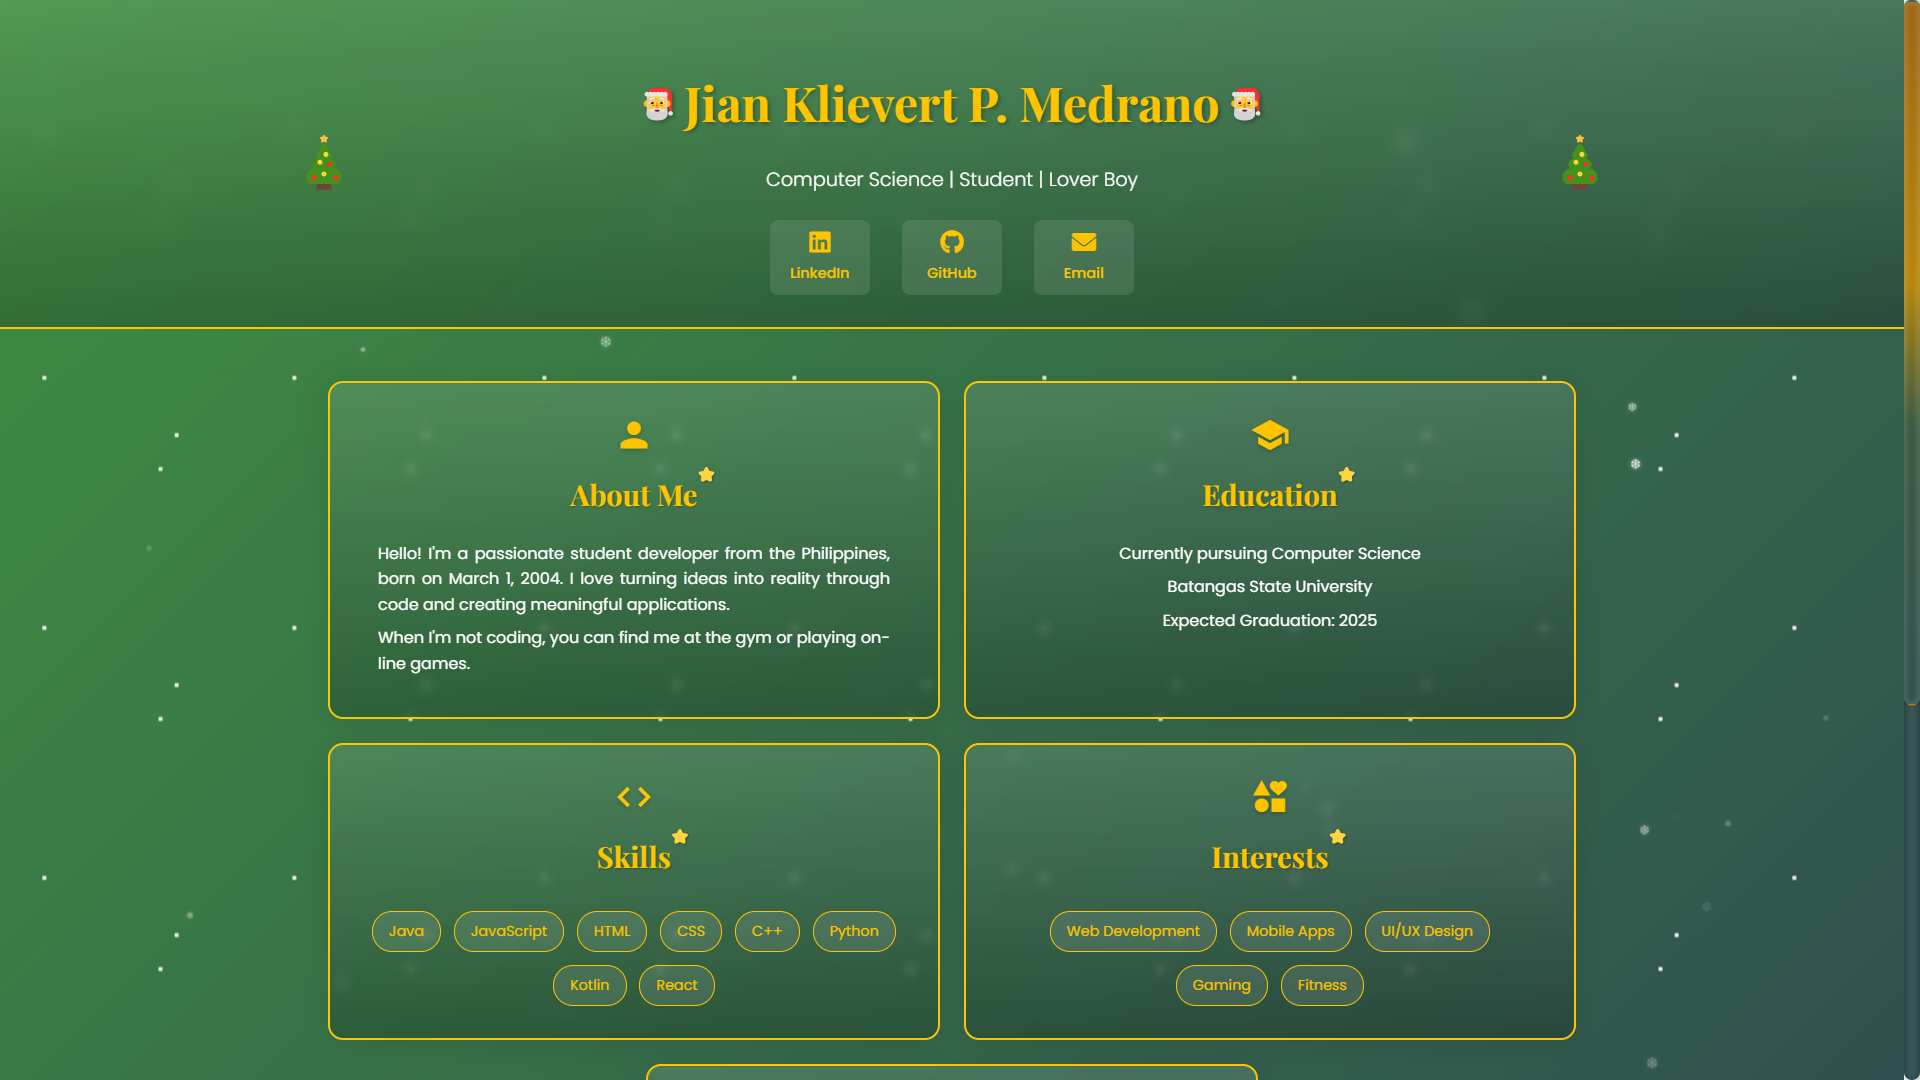 Jian Klievert P. Medrano
Computer Science | Student | Lover Boy
LinkedIn
GitHub
Email
About Me
Hello! I'm a passionate student developer from the Philippines,
born on March 1, 2004. I love turning ideas into reality through
code and creating meaningful applications.
When I'm not coding, you can find me at the gym or playing on-
line games.
Education
Currently pursuing Computer Science
Batangas State University
Expected Graduation: 2025
Skills
Java JavaScript HTML CSS C++ Python
Kotlin React
Interests
Web Development Mobile Apps UI/UX Design
Gaming Fitness